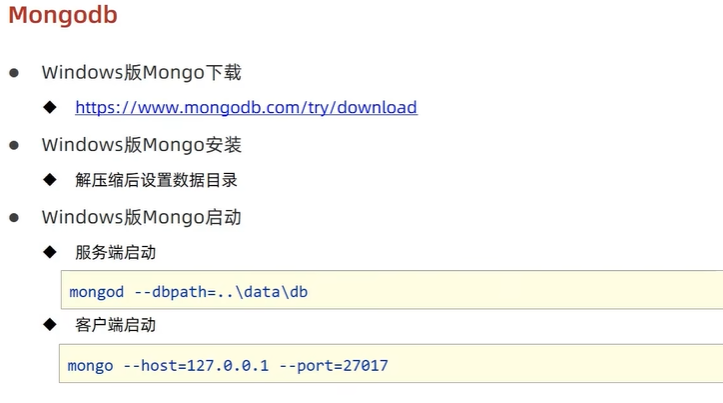 Mongodb
● Windows版Mongo下载
◆ https://www.mongodb.com/try/download
● Windows版Mongo安装
◆ 解压缩后设置数据目录
● Windows版Mongo启动
◆ 服务端启动
mongod --dbpath=..\data\db
◆ 客户端启动
mongo --host=127.0.0.1 --port=27017